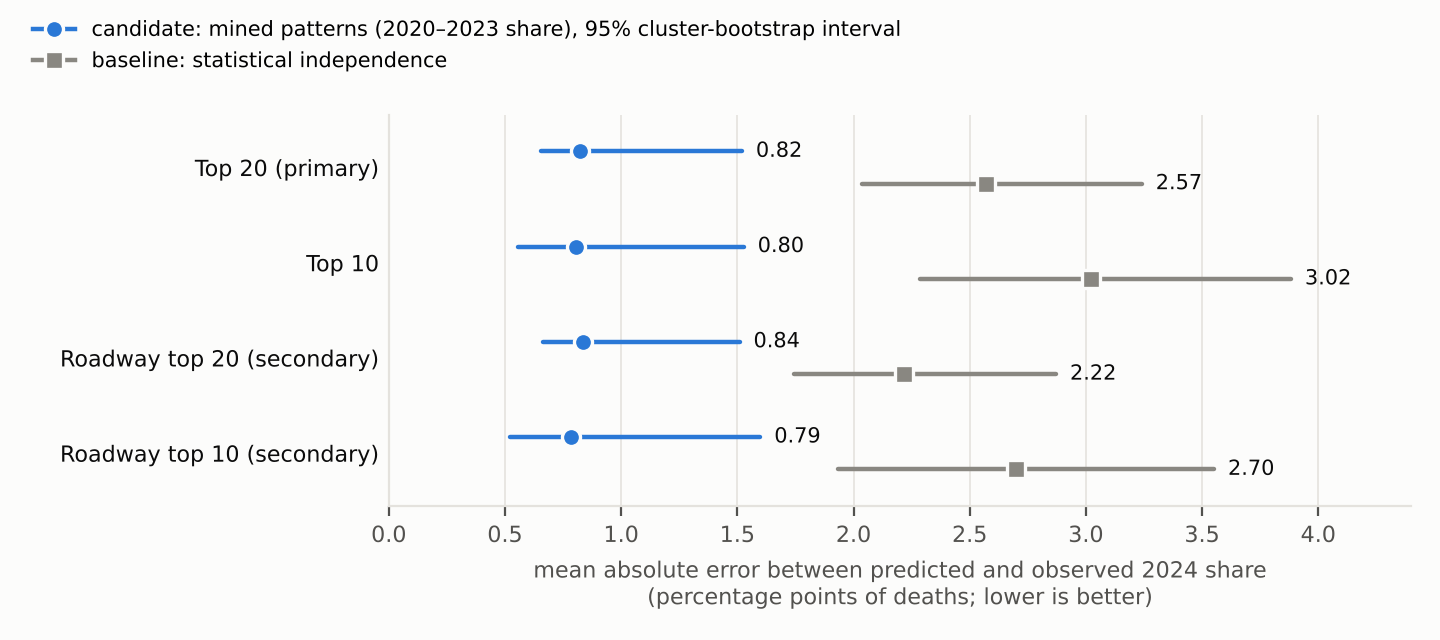 candidate: mined patterns (2020–2023 share), 95% cluster-bootstrap interval
baseline: statistical independence
Top 20 (primary)
0.82
2.57
Top 10
0.80
3.02
Roadway top 20 (secondary)
0.84
2.22
Roadway top 10 (secondary)
0.79
2.70
0.0 0.5 1.0 1.5 2.0 2.5 3.0 3.5 4.0
mean absolute error between predicted and observed 2024 share
(percentage points of deaths; lower is better)